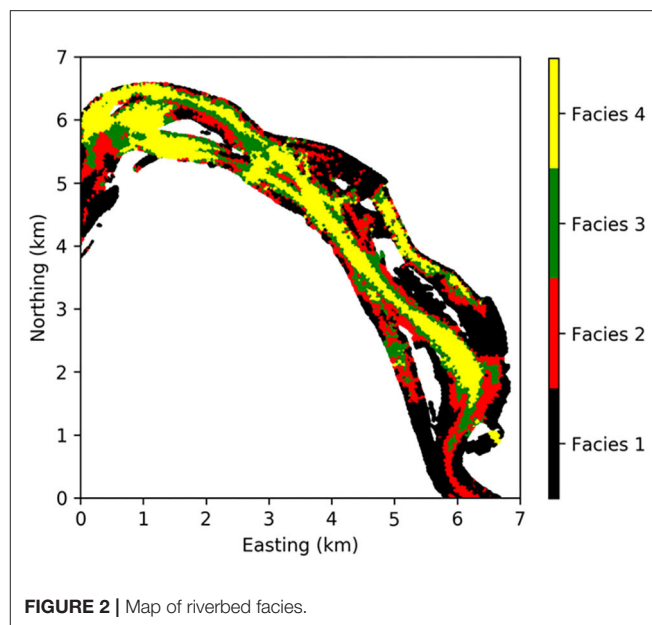 7
6
5
4
3
2
1
0
Northing (km)
0 1 2 3 4 5 6 7
Easting (km)
Facies 4
Facies 3
Facies 2
Facies 1
FIGURE 2 | Map of riverbed facies.